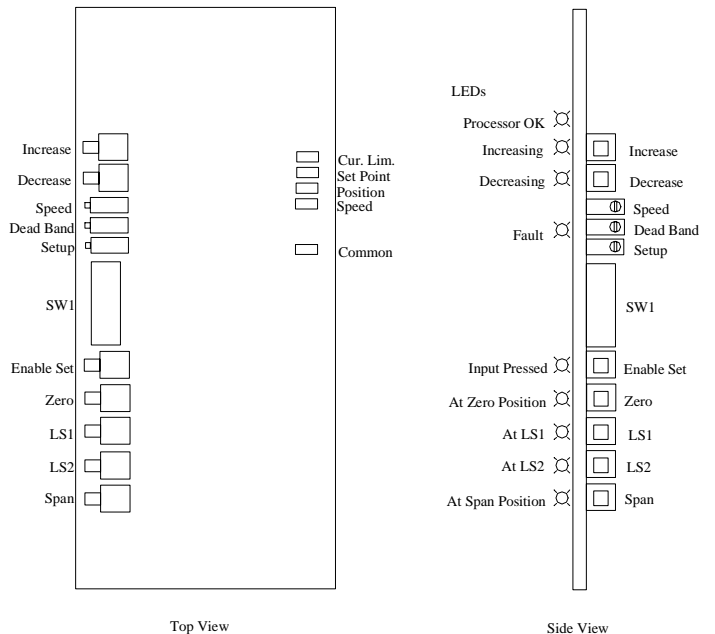 LEDs
Processor OK
Increasing
Decreasing
Fault
Input Pressed
At Zero Position
At LS1
At LS2
At Span Position
Increase
Decrease
Speed
Dead Band
Setup
SW1
Enable Set
Zero
LS1
LS2
Span
Cur. Lim.
Set Point
Position
Speed
Common
Increase
Decrease
Speed
Dead Band
Setup
SW1
Enable Set
Zero
LS1
LS2
Span
Top View
Side View